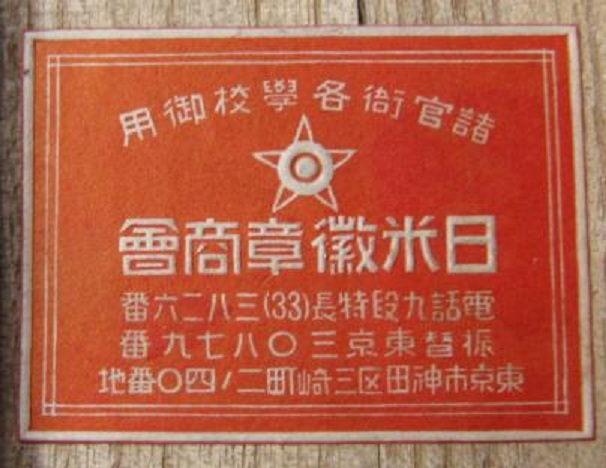 諸官衙各學校御用
日米徽章商會
電話九段特長(33)三八二六番
振替東京三〇八七九番
東京市神田区三崎町二ノ四〇番地